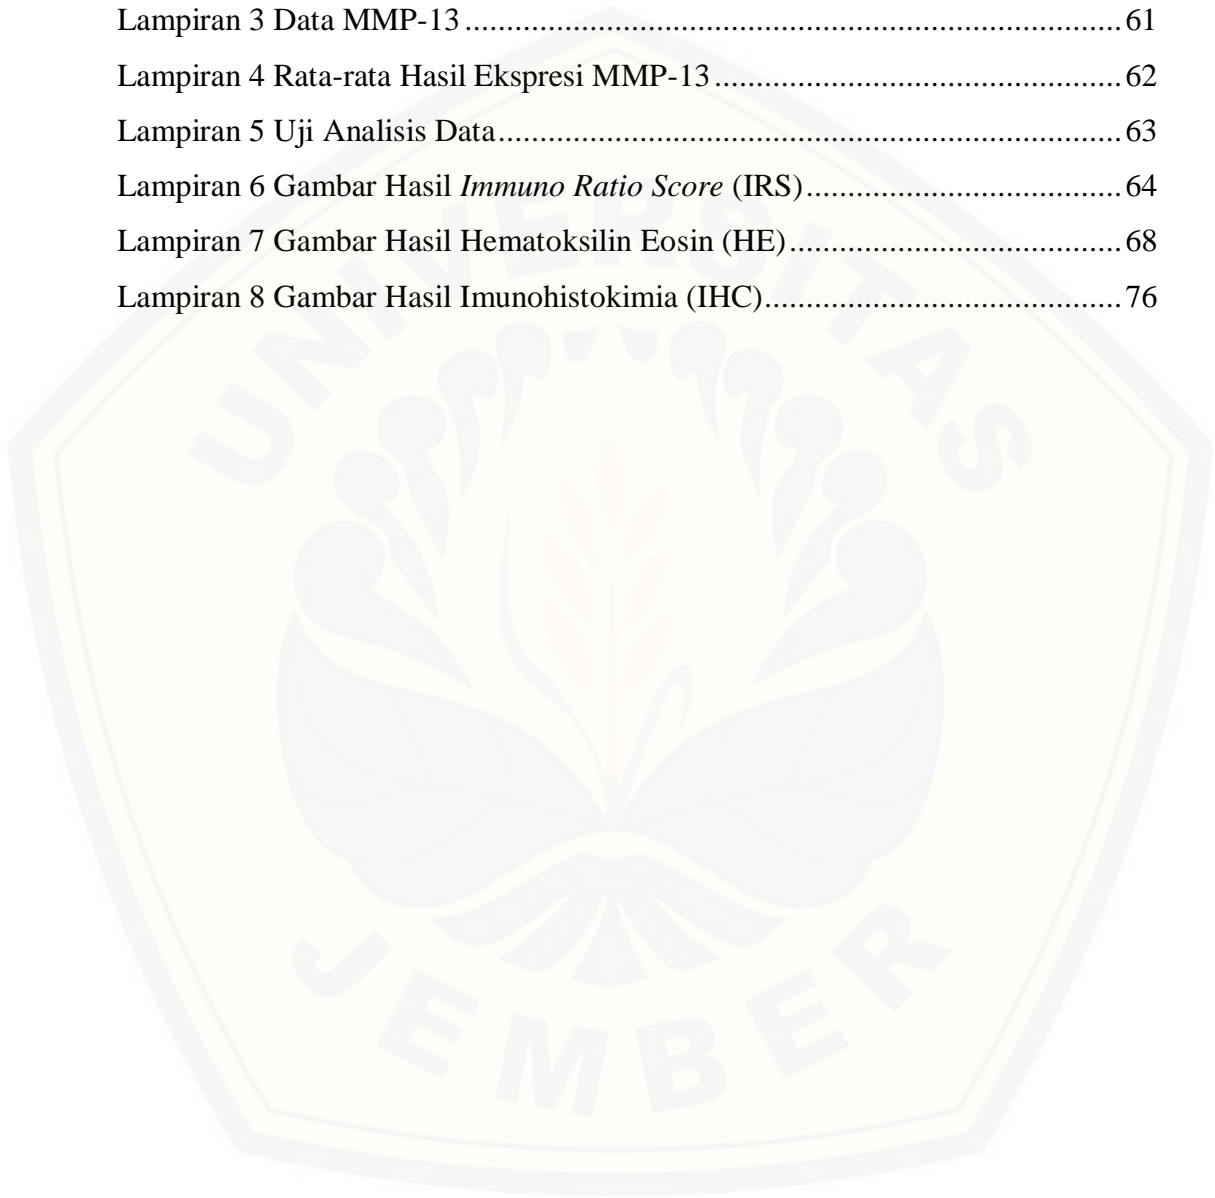 Lampiran 3 Data MMP-13.......................................................................................61
Lampiran 4 Rata-rata Hasil Ekspresi MMP-13......................................................62
Lampiran 5 Uji Analisis Data..................................................................................63
Lampiran 6 Gambar Hasil Immuno Ratio Score (IRS).........................................64
Lampiran 7 Gambar Hasil Hematoksilin Eosin (HE)............................................68
Lampiran 8 Gambar Hasil Imunohistokimia (IHC)...............................................76
UNIVERSITAS
JEMBER